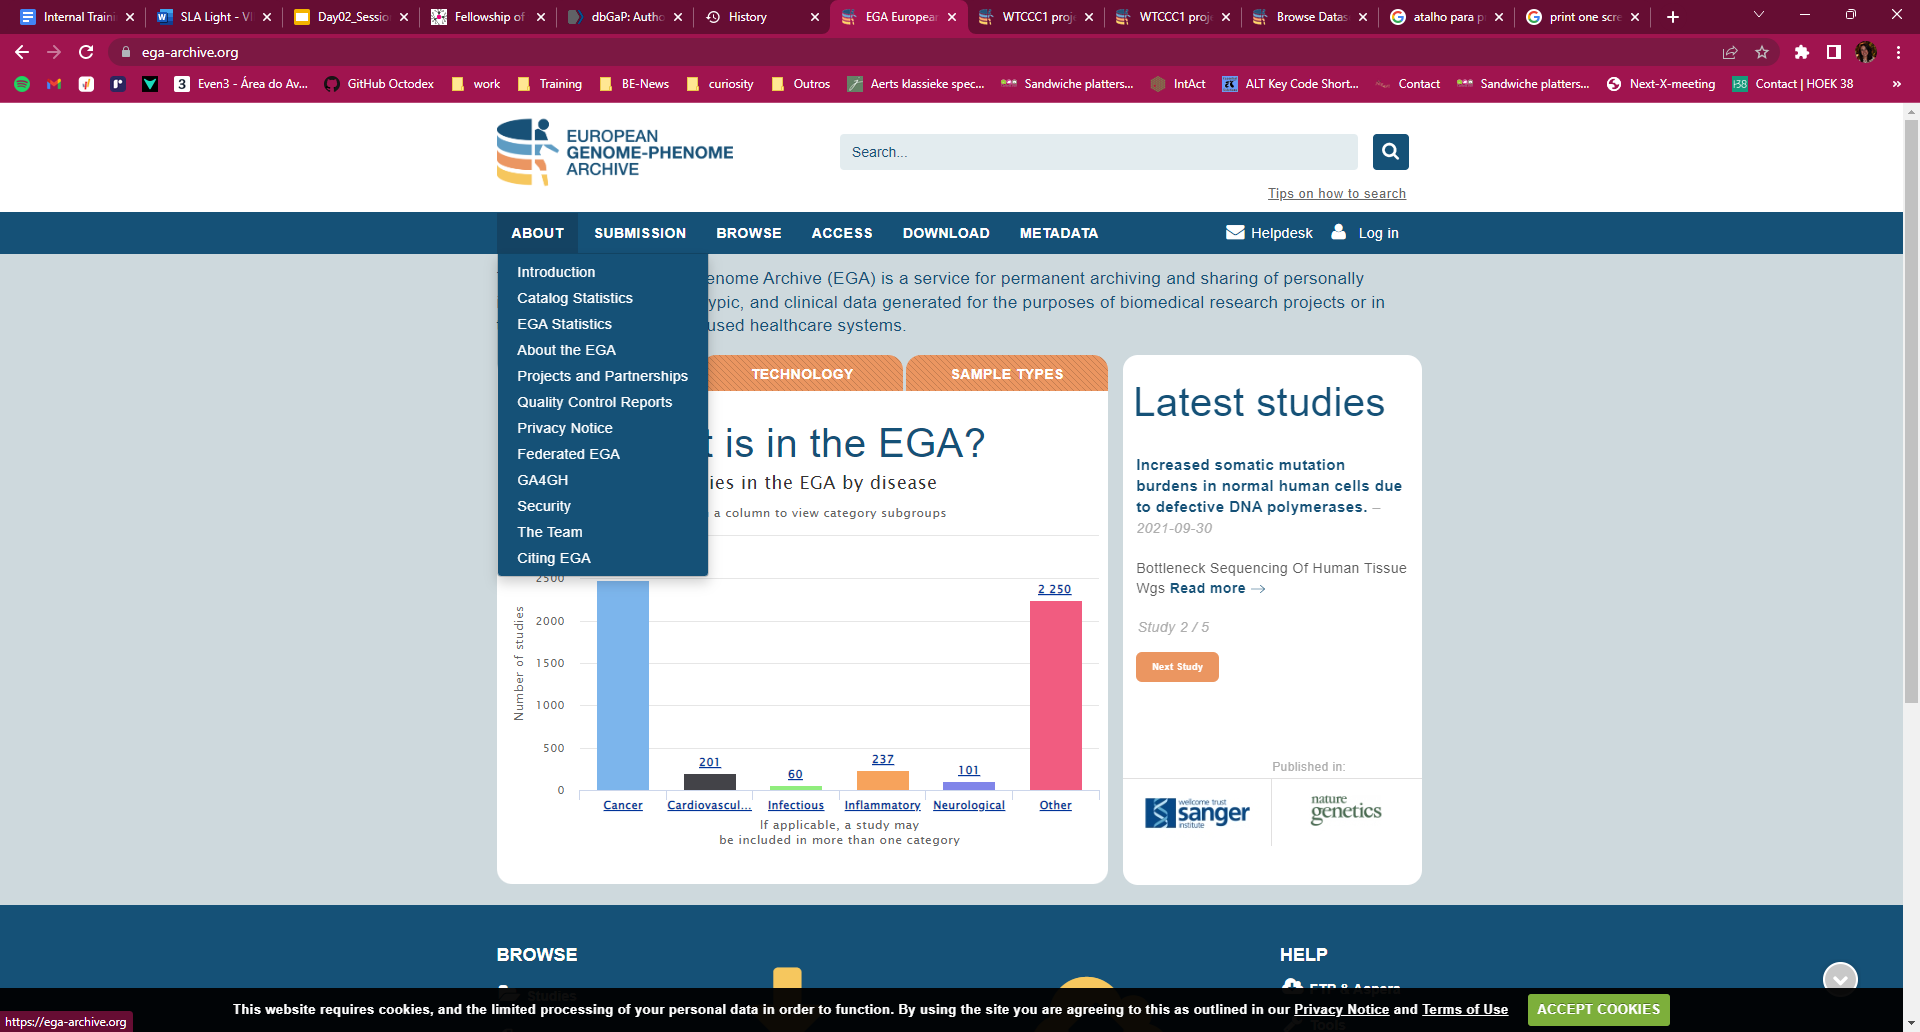 Internal Traini
SLA Light - VI
Day02_Sessio
Fellowship of
dbGaP: Autho
History
EGA European
WTCCC1 proj
WTCCC1 proj
Browse Datas
atalho para p
print one scre
ega-archive.org
Even3 - Área do Av...
GitHub Octodex
work
Training
BE-News
curiosity
Outros
Aerts klassieke spec...
Sandwiche platters...
IntAct
ALT Key Code Short...
Contact
Sandwiche platters...
Next-X-meeting
Contact | HOEK 38
EUROPEAN
GENOME-PHENOME
ARCHIVE
Search...
Tips on how to search
ABOUT
SUBMISSION
BROWSE
ACCESS
DOWNLOAD
METADATA
Helpdesk
Log in
Introduction
Catalog Statistics
EGA Statistics
About the EGA
Projects and Partnerships
Quality Control Reports
Privacy Notice
Federated EGA
GA4GH
Security
The Team
Citing EGA
enome Archive (EGA) is a service for permanent archiving and sharing of personally
ypic, and clinical data generated for the purposes of biomedical research projects or in
used healthcare systems.
TECHNOLOGY
SAMPLE TYPES
t is in the EGA?
ies in the EGA by disease
a column to view category subgroups
Number of studies
2500
2000
1500
1000
500
0
201
60
237
101
2 250
Cancer
Cardiovascul...
Infectious
Inflammatory
Neurological
Other
If applicable, a study may
be included in more than one category
Latest studies
Increased somatic mutation
burdens in normal human cells due
to defective DNA polymerases. –
2021-09-30
Bottleneck Sequencing Of Human Tissue
Wgs Read more →
Study 2 / 5
Next Study
Published in:
wellcome trust
sanger
institute
nature
genetics
BROWSE
Studies
HELP
FTP & Aspera
Tools
This website requires cookies, and the limited processing of your personal data in order to function. By using the site you are agreeing to this as outlined in our Privacy Notice and Terms of Use
ACCEPT COOKIES
https://ega-archive.org